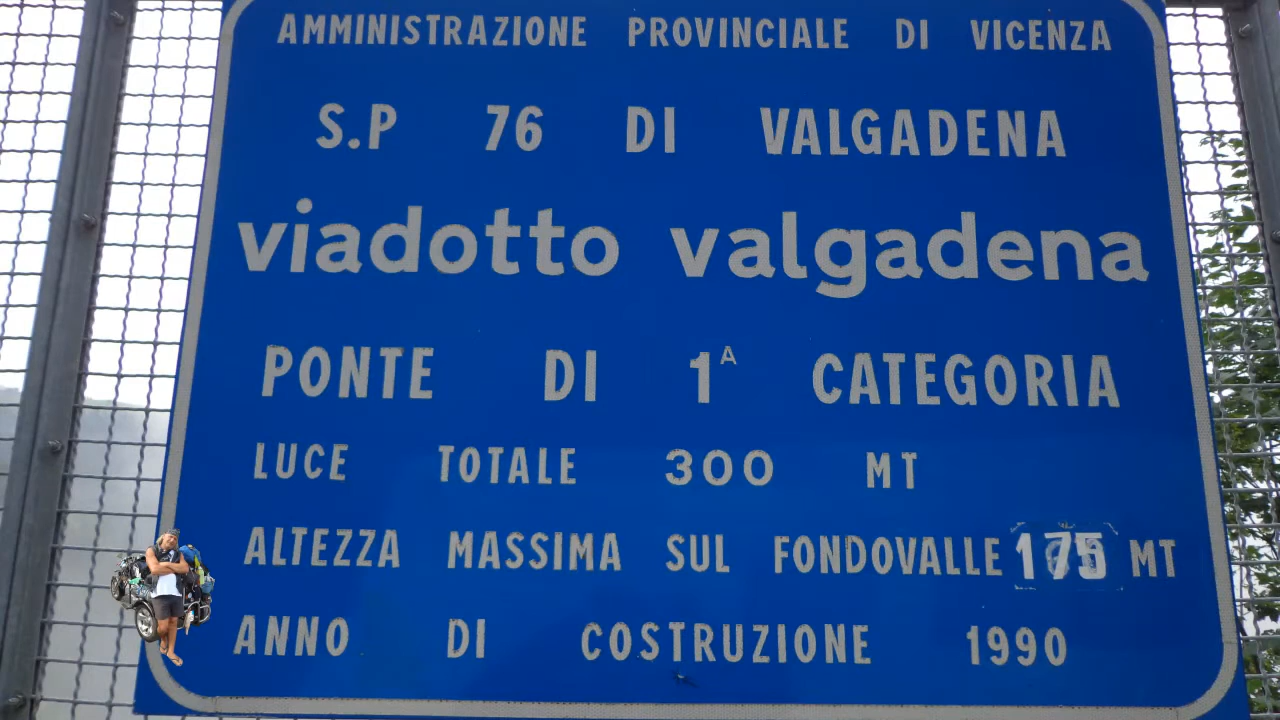 AMMINISTRAZIONE PROVINCIALE DI VICENZA
S.P 76 DI VALGADENA
viadotto valgadena
PONTE DI 1A CATEGORIA
LUCE TOTALE 300 MT
ALTEZZA MASSIMA SUL FONDOVALLE 175 MT
ANNO DI COSTRUZIONE 1990